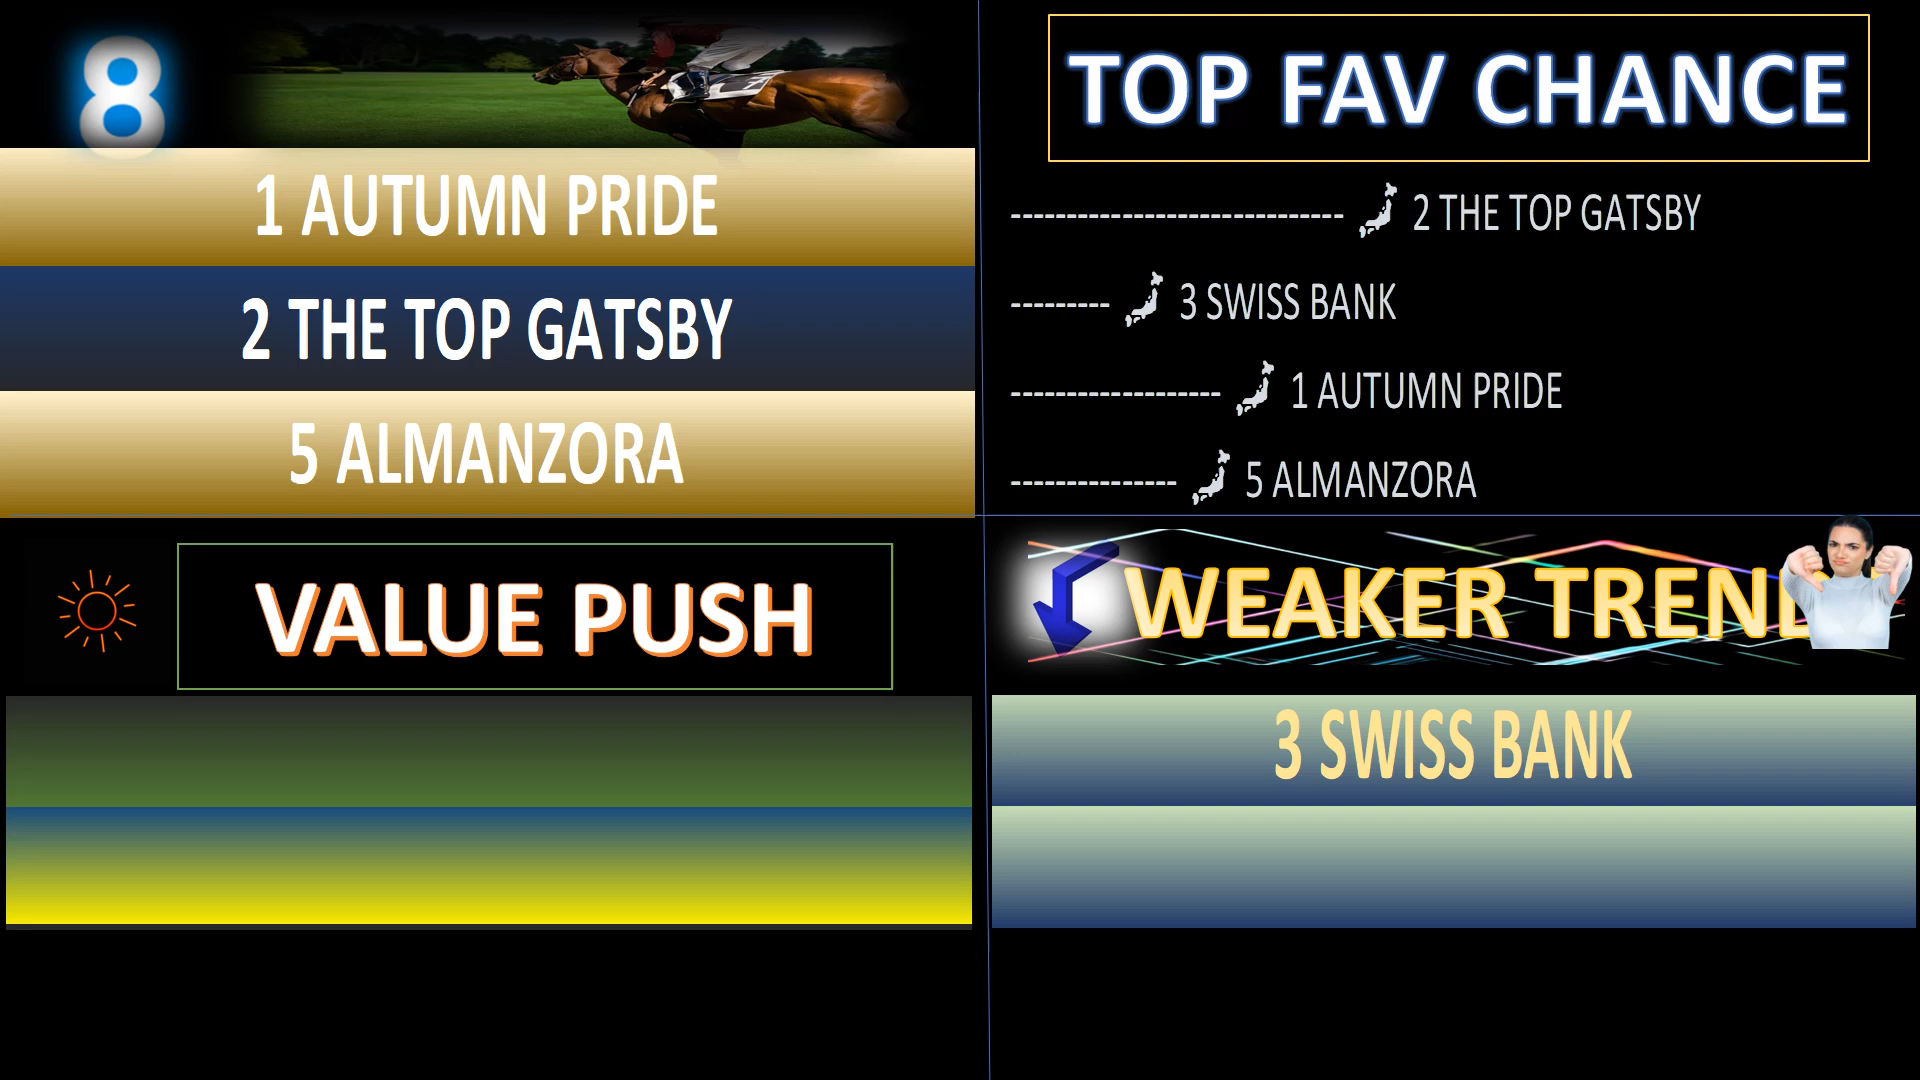 8
1 AUTUMN PRIDE
2 THE TOP GATSBY
5 ALMANZORA
TOP FAV CHANCE
------------------------------ 2 THE TOP GATSBY
--------- 3 SWISS BANK
------------------- 1 AUTUMN PRIDE
--------------- 5 ALMANZORA
VALUE PUSH
WEAKER TREND
3 SWISS BANK